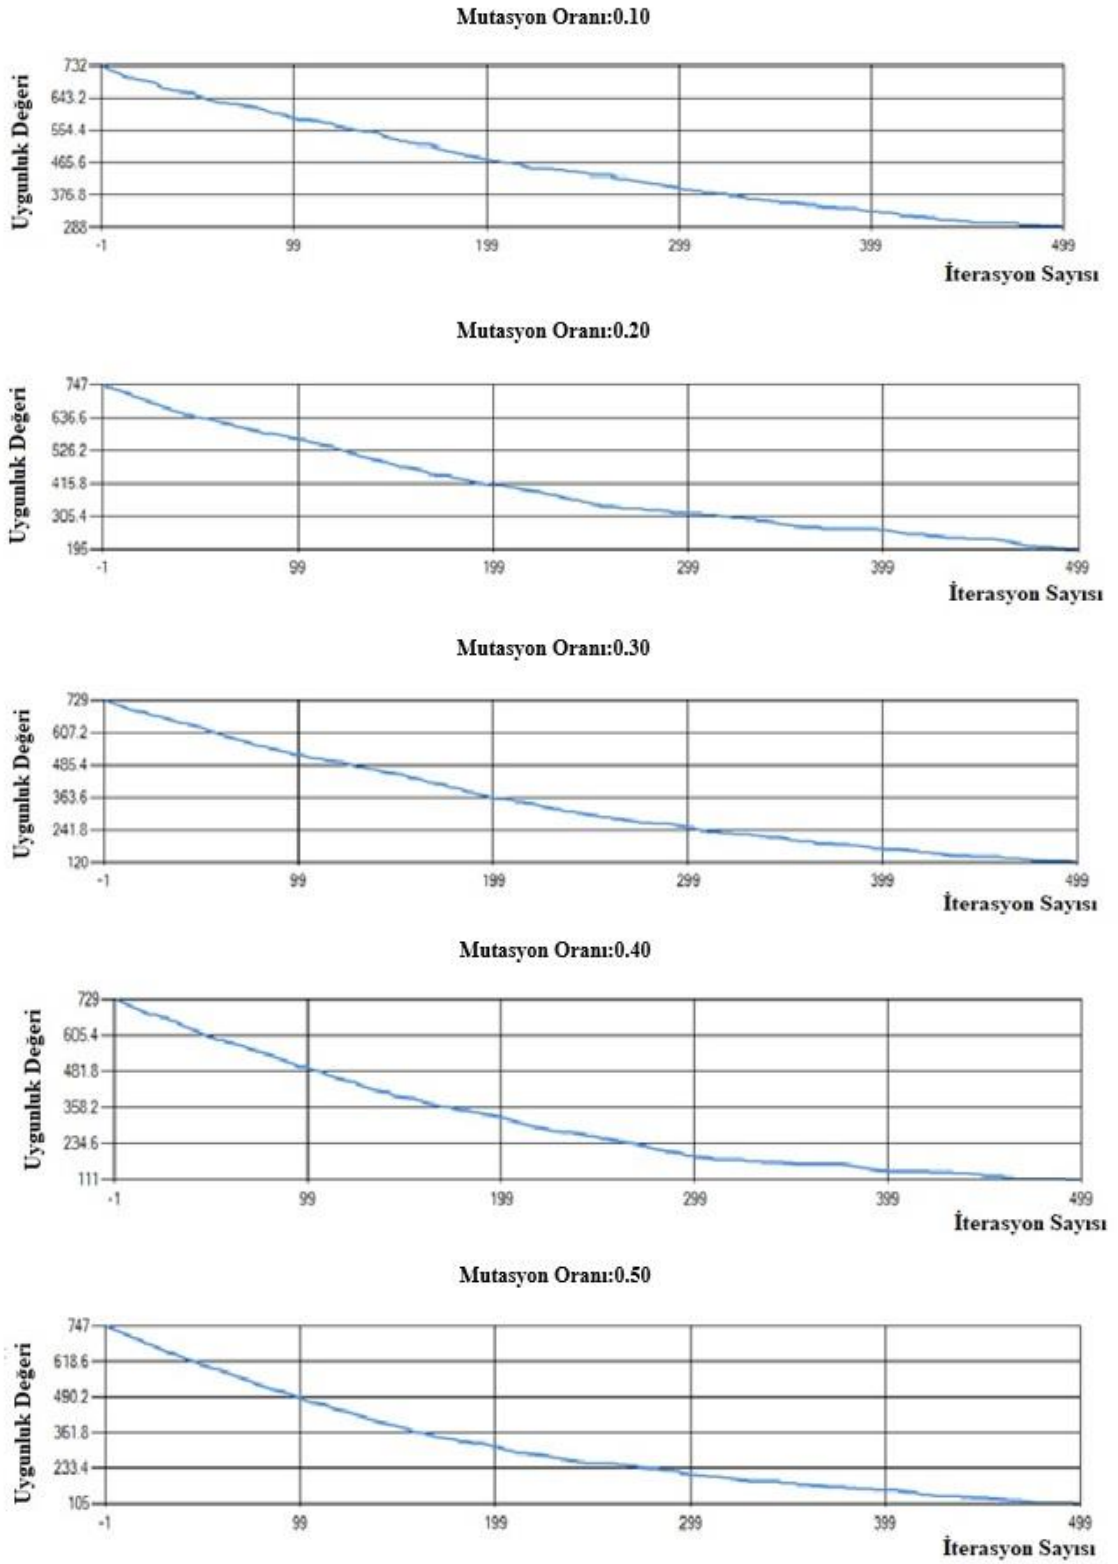 Mutasyon Oranı:0.10
Uygunluk Değeri
732
643.2
554.4
465.6
376.8
288
-1 99 199 299 399 499
İterasyon Sayısı
Mutasyon Oranı:0.20
Uygunluk Değeri
747
636.6
526.2
415.8
305.4
195
-1 99 199 299 399 499
İterasyon Sayısı
Mutasyon Oranı:0.30
Uygunluk Değeri
729
607.2
485.4
363.6
241.8
120
-1 99 199 299 399 499
İterasyon Sayısı
Mutasyon Oranı:0.40
Uygunluk Değeri
729
605.4
481.8
358.2
234.6
111
-1 99 199 299 399 499
İterasyon Sayısı
Mutasyon Oranı:0.50
Uygunluk Değeri
747
618.6
490.2
361.8
233.4
105
-1 99 199 299 399 499
İterasyon Sayısı